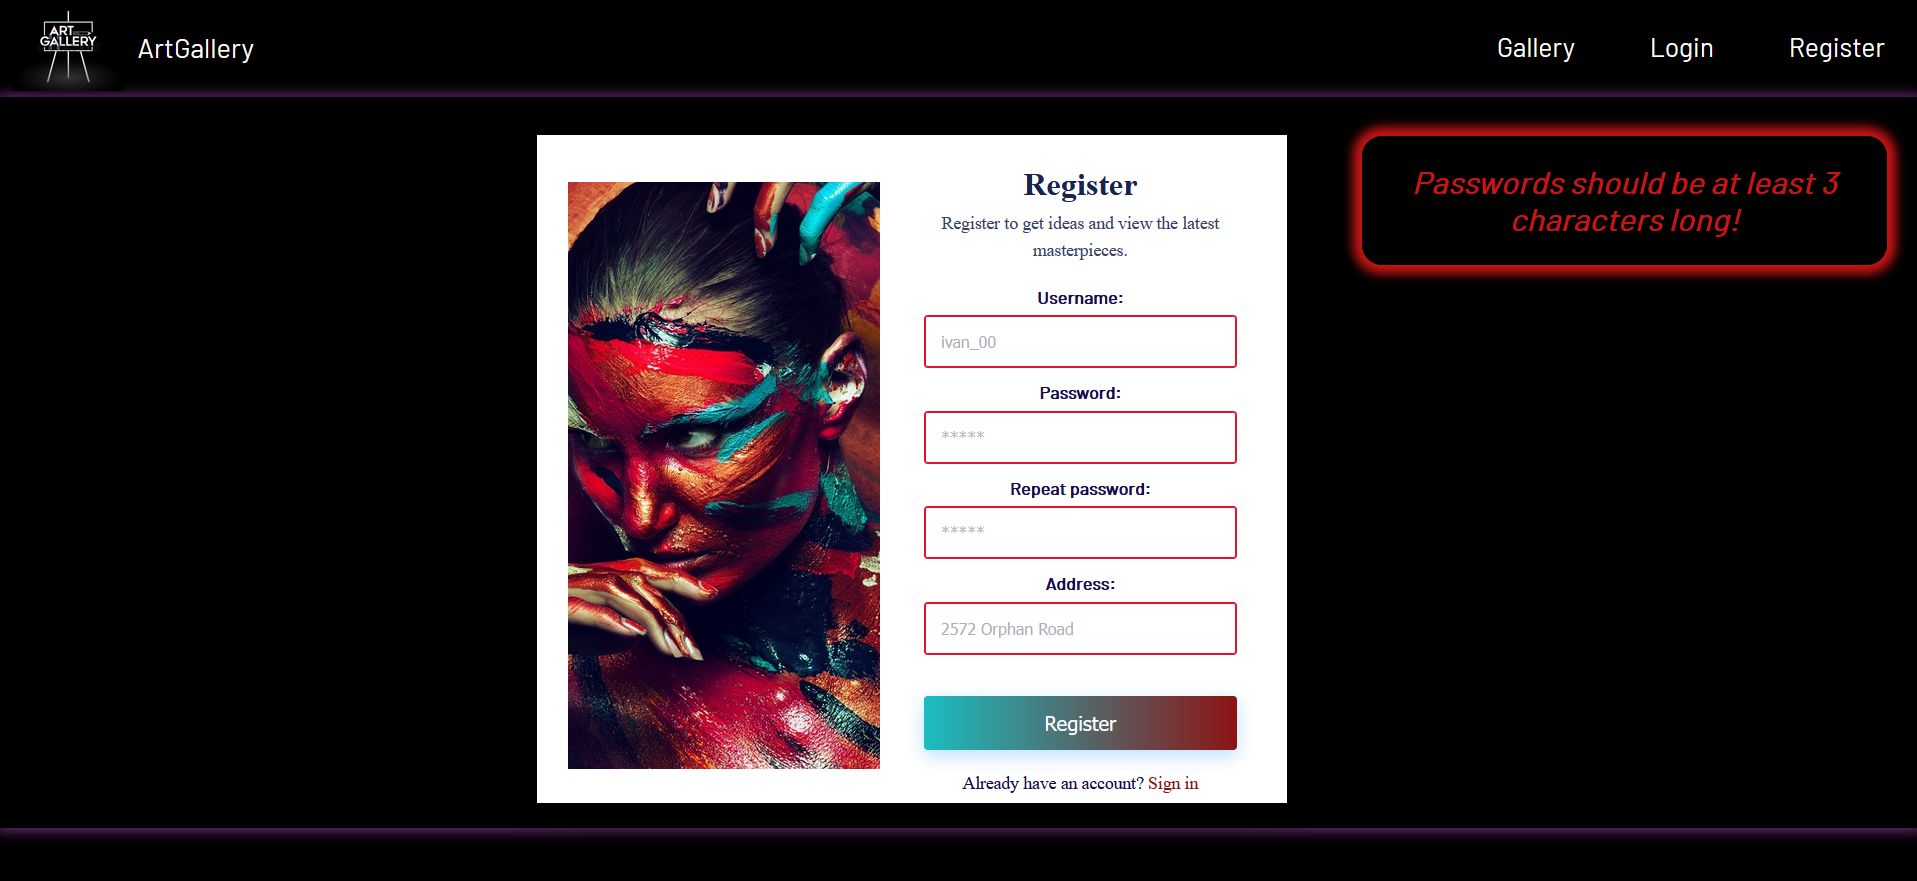 ART
GALLERY
ArtGallery
Gallery
Login
Register
Passwords should be at least 3
characters long!
Register
Register to get ideas and view the latest
masterpieces.
Username:
ivan_00
Password:
*****
Repeat password:
*****
Address:
2572 Orphan Road
Register
Already have an account? Sign in